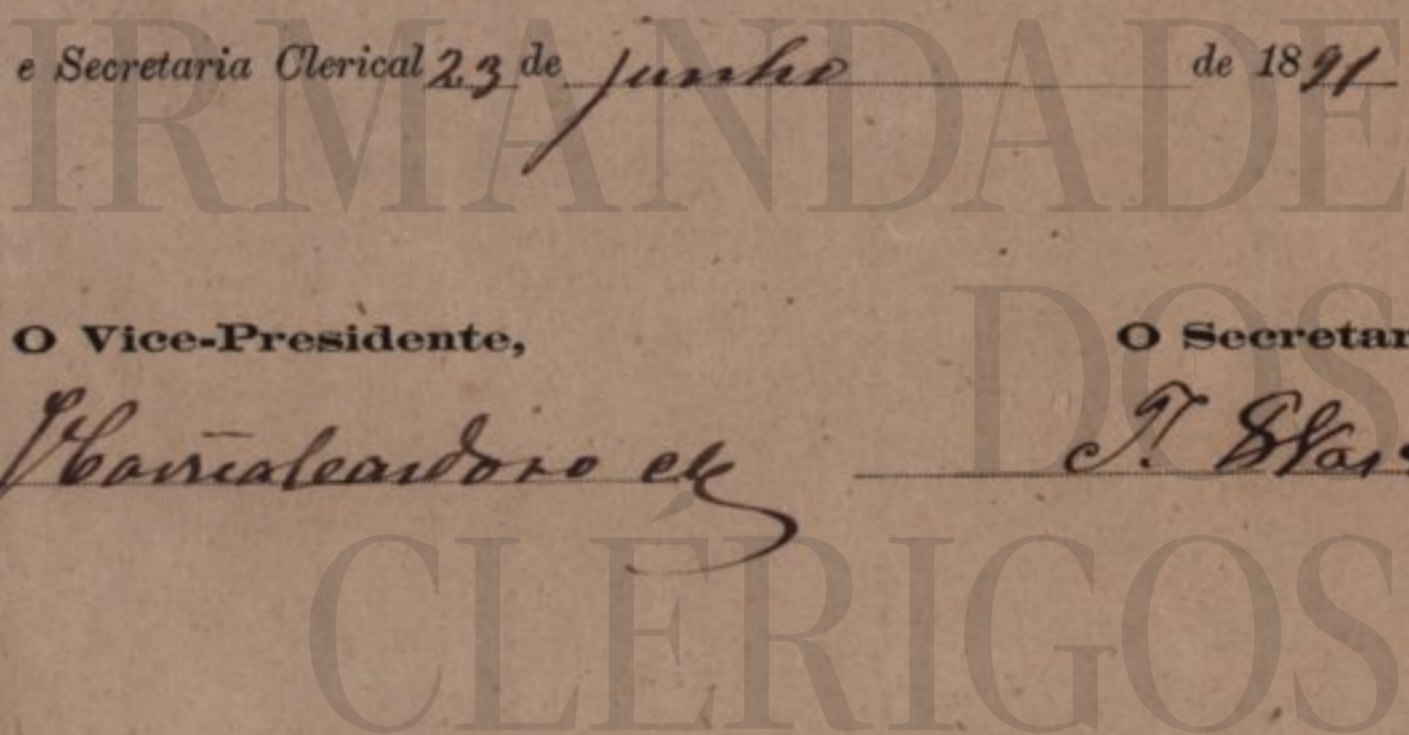 e Secretaria Clerical 23 de junho de 1891
IRMANDADE
DOS
O Vice-Presidente, O Secretar
CLÉRIGOS